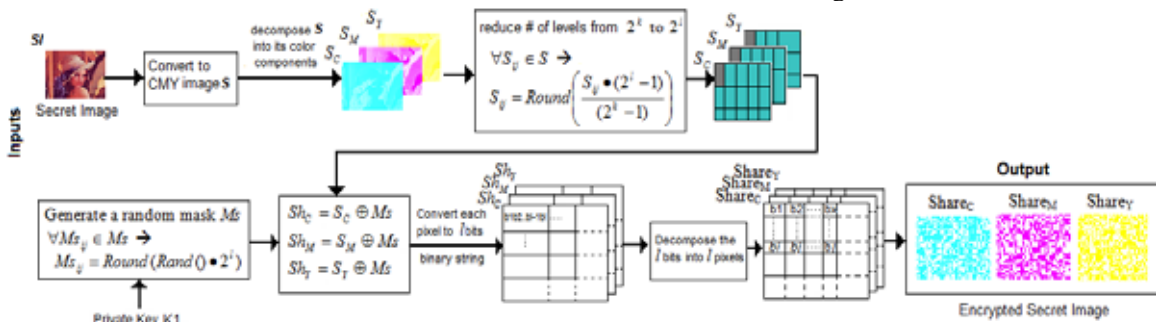 SI
Secret Image
Inputs
Convert to
CMY image S
decompose S
into its color
components
S_Y
S_M
S_C
reduce # of levels from 2^k to 2^l
∀S_ij ∈ S →
S_ij = Round( S_ij • (2^l − 1) / (2^k − 1) )
S_Y
S_M
S_C
Generate a random mask Ms
∀Ms_ij ∈ Ms →
Ms_ij = Round (Rand() • 2^l)
Private Key K1
Sh_C = S_C ⊕ Ms
Sh_M = S_M ⊕ Ms
Sh_Y = S_Y ⊕ Ms
Convert each
pixel to l bits
binary string
Sh_Y
Sh_M
Sh_C
Decompose the
l bits into l pixels
Share_Y
Share_M
Share_C
b1 b2
bl bl bl
Output
Share_C Share_M Share_Y
Encrypted Secret Image